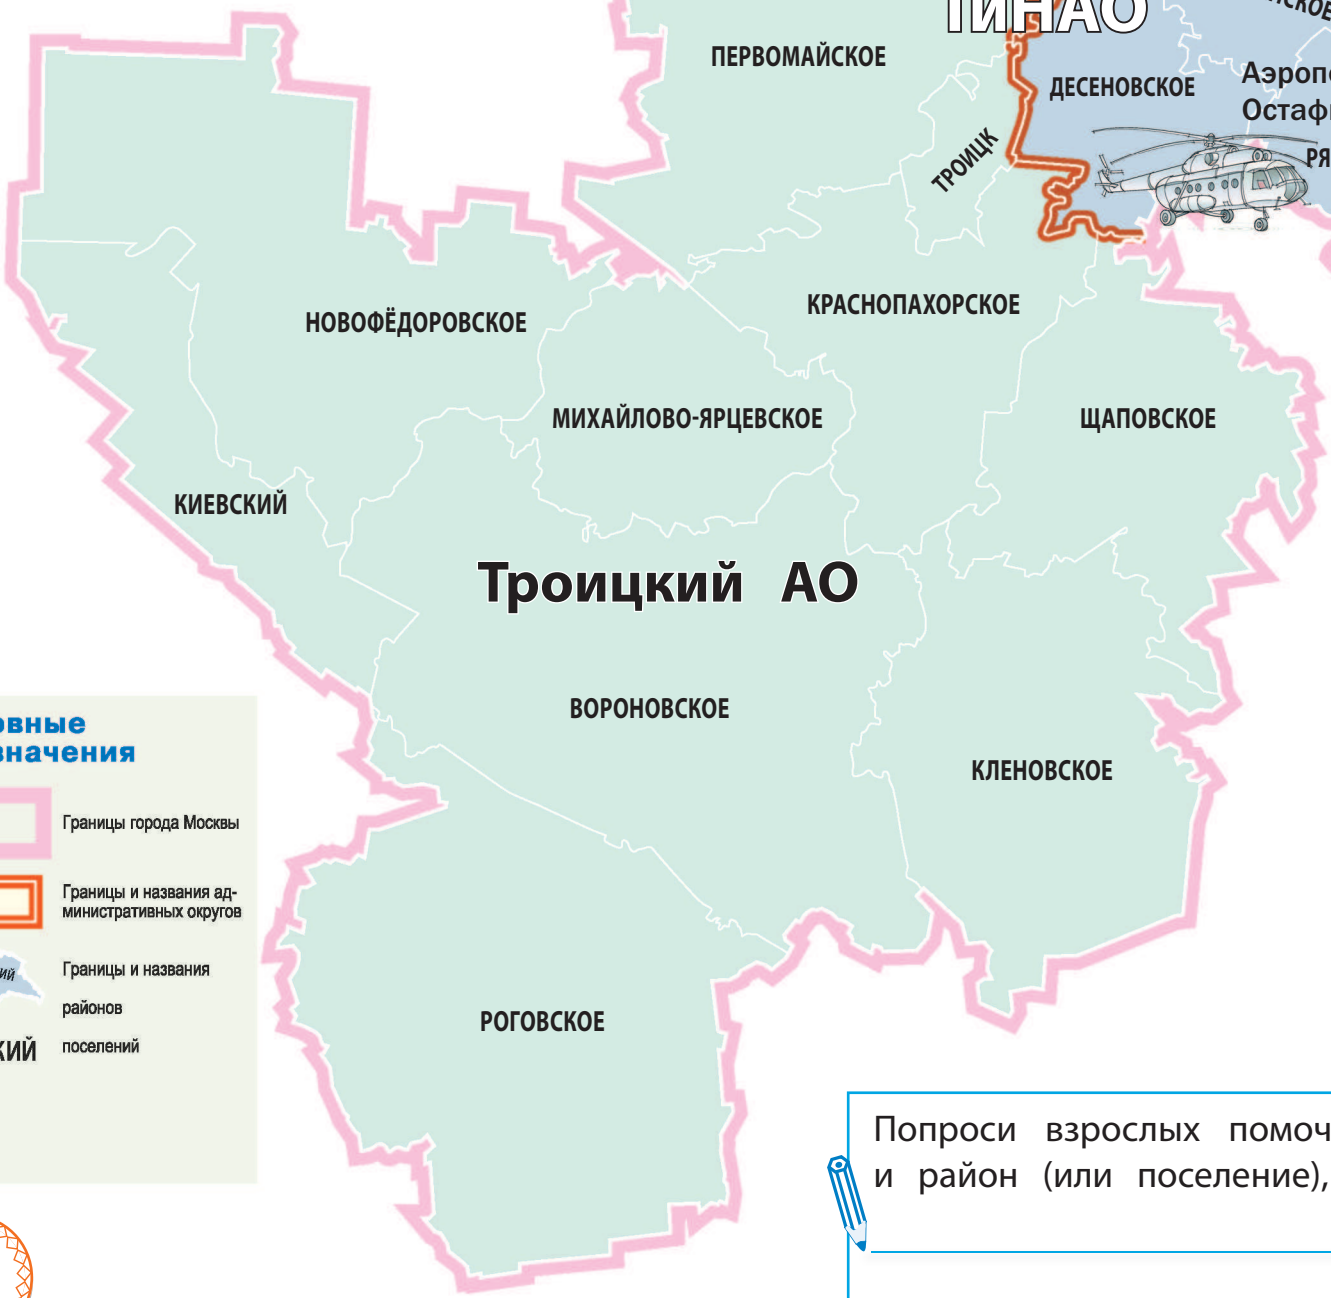 ТИНАО
ПЕРВОМАЙСКОЕ
ДЕСЕНОВСКОЕ
ТРОИЦК
НОВОФЁДОРОВСКОЕ
КРАСНОПАХОРСКОЕ
МИХАЙЛОВО-ЯРЦЕВСКОЕ
ЩАПОВСКОЕ
КИЕВСКИЙ
Троицкий АО
ВОРОНОВСКОЕ
КЛЕНОВСКОЕ
РОГОВСКОЕ
Границы города Москвы
Границы и названия ад-
министративных округов
Границы и названия
районов
поселений
Попроси взрослых
и район (или поселение),